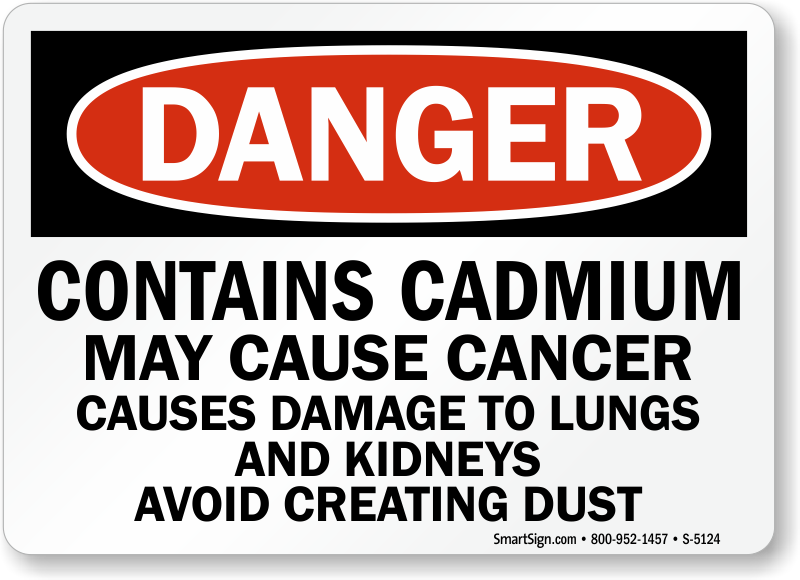 DANGER
CONTAINS CADMIUM
MAY CAUSE CANCER
CAUSES DAMAGE TO LUNGS
AND KIDNEYS
AVOID CREATING DUST
SmartSign.com • 800-952-1457 • S-5124